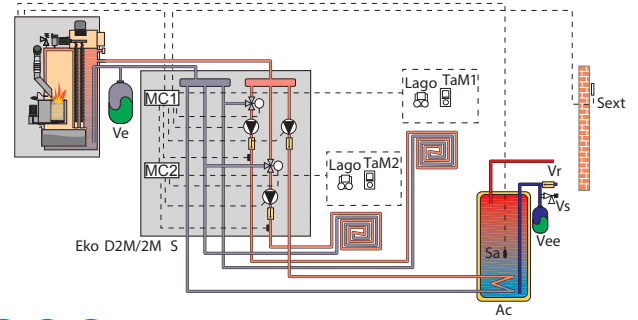 Lago TaM1
MC1
Sext
Ve
Lago TaM2
MC2
Vr
Vs
Vee
Sa
Eko D2M/2M S
Ac